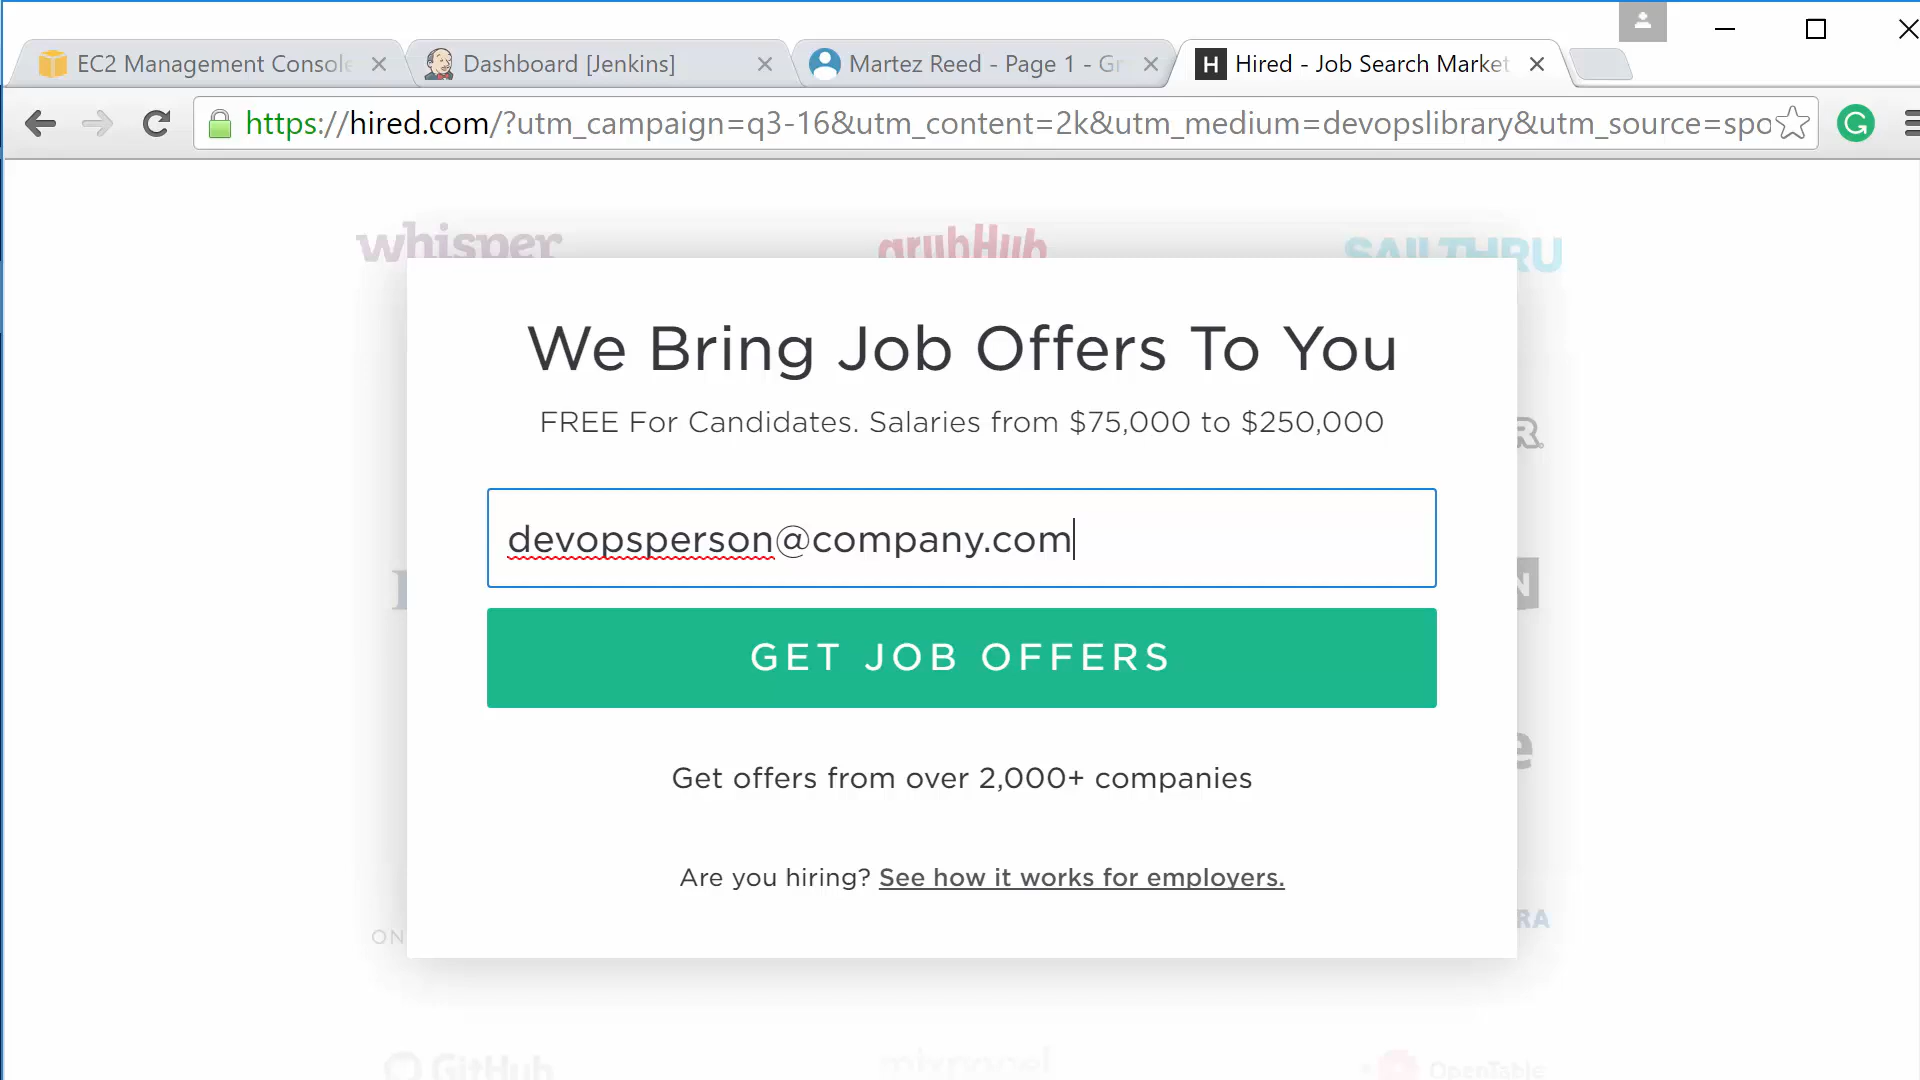 EC2 Management Console
Dashboard [Jenkins]
Martez Reed - Page 1 - Gr
Hired - Job Search Market
https://hired.com/?utm_campaign=q3-16&utm_content=2k&utm_medium=devopslibrary&utm_source=spo
whisper
grubHub
SAILTHRU
We Bring Job Offers To You
FREE For Candidates. Salaries from $75,000 to $250,000
R.
devopsperson@company.com
N
GET JOB OFFERS
e
Get offers from over 2,000+ companies
Are you hiring? See how it works for employers.
RA
ON
GitHub
mixpanel
OpenTable